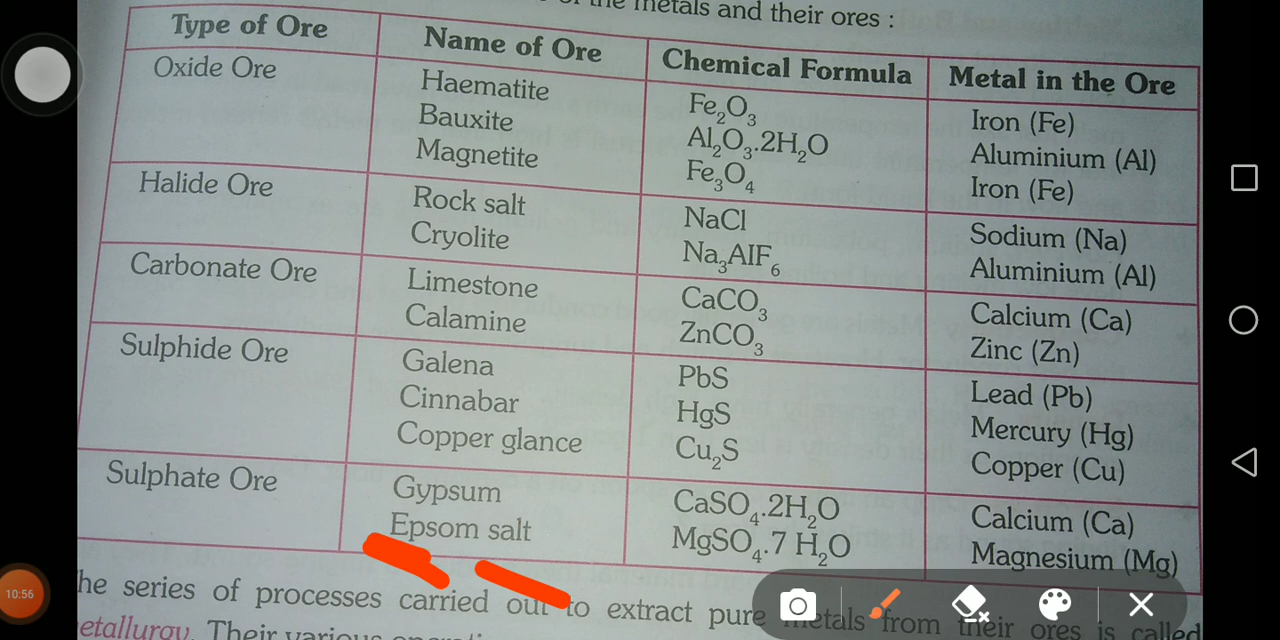 the metals and their ores :
Type of Ore Name of Ore Chemical Formula Metal in the Ore
Oxide Ore Haematite Fe₂O₃ Iron (Fe)
Bauxite Al₂O₃.2H₂O Aluminium (Al)
Magnetite Fe₃O₄ Iron (Fe)
Halide Ore Rock salt NaCl Sodium (Na)
Cryolite Na₃AlF₆ Aluminium (Al)
Carbonate Ore Limestone CaCO₃ Calcium (Ca)
Calamine ZnCO₃ Zinc (Zn)
Sulphide Ore Galena PbS Lead (Pb)
Cinnabar HgS Mercury (Hg)
Copper glance Cu₂S Copper (Cu)
Sulphate Ore Gypsum CaSO₄.2H₂O Calcium (Ca)
Epsom salt MgSO₄.7 H₂O Magnesium (Mg)
he series of processes carried out to extract pure metals from their ores is called
etallurgy. Their various
10:56